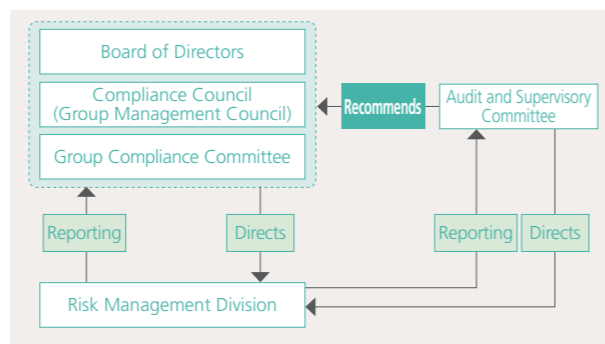 Board of Directors
Compliance Council
(Group Management Council)
Group Compliance Committee
Recommends
Audit and Supervisory
Committee
Reporting
Directs
Reporting
Directs
Risk Management Division